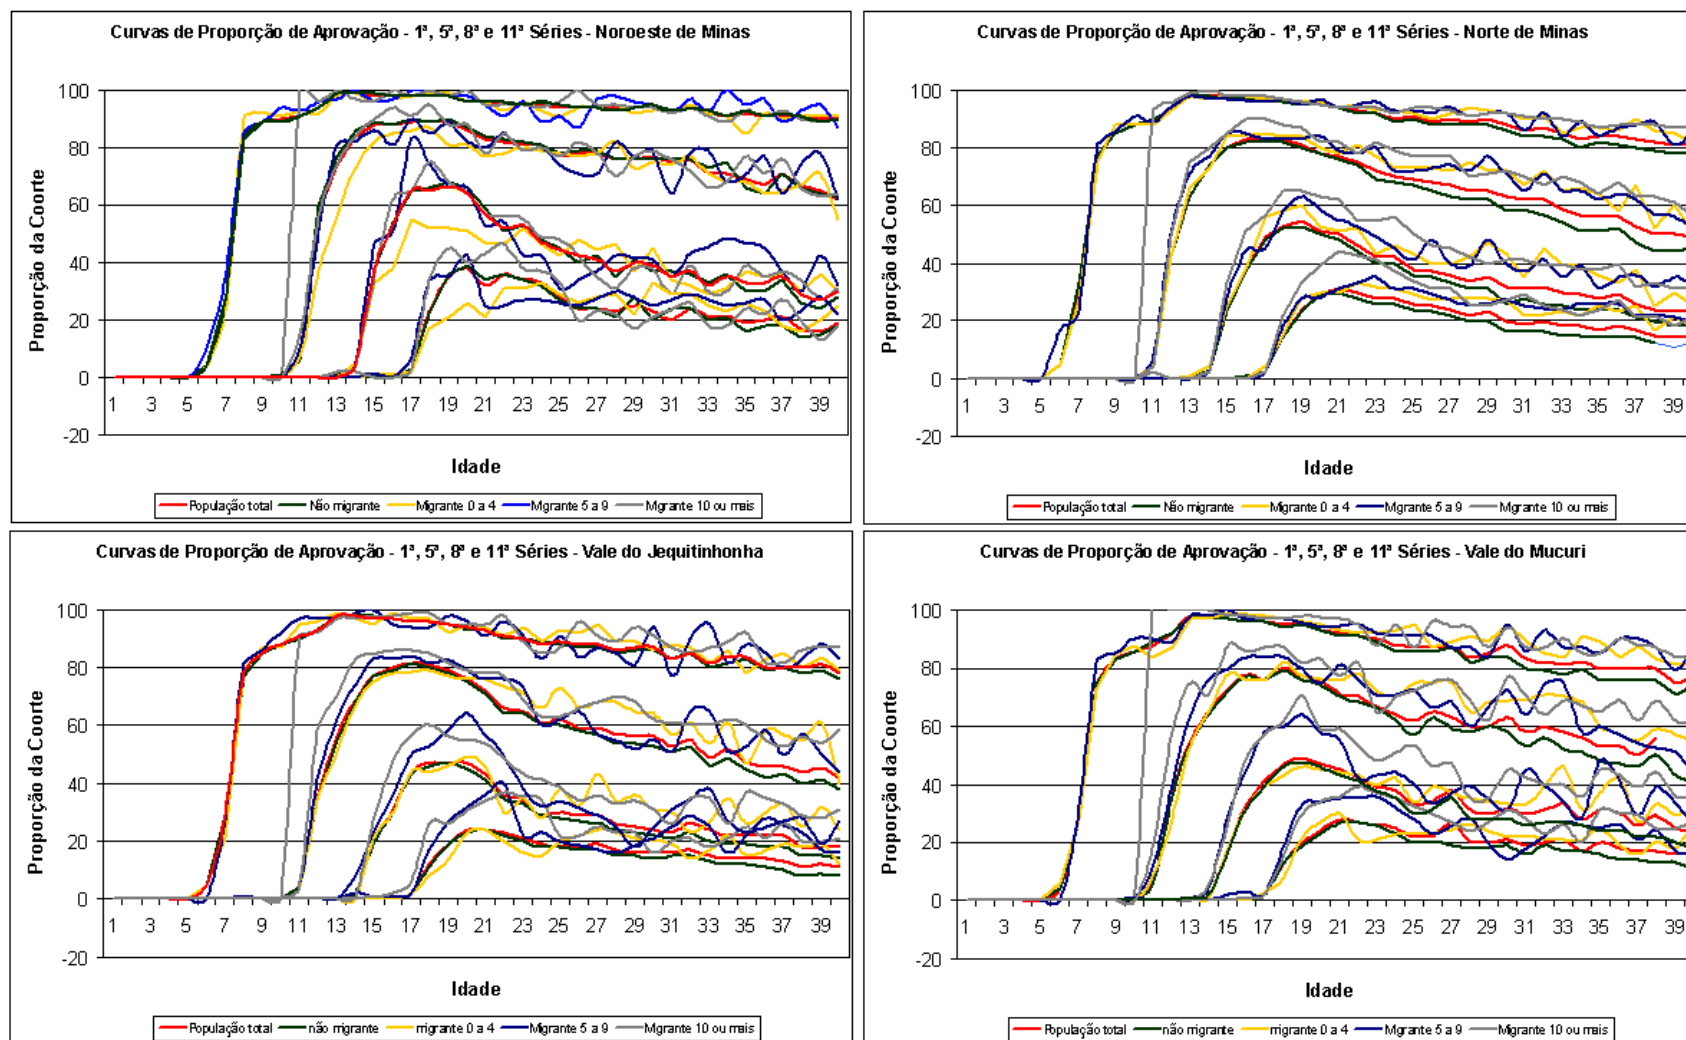 Curvas de Proporção de Aprovação - 1ª, 5ª, 8ª e 11ª Séries - Noroeste de Minas
Proporção da Coorte
100
80
60
40
20
0
-20
1 3 5 7 9 11 13 15 17 19 21 23 25 27 29 31 33 35 37 39
Idade
População total Não migrante Migrante 0 a 4 Mgrante 5 a 9 Mgrante 10 ou mais
Curvas de Proporção de Aprovação - 1ª, 5ª, 8ª e 11ª Séries - Norte de Minas
Proporção da Coorte
100
80
60
40
20
0
-20
1 3 5 7 9 11 13 15 17 19 21 23 25 27 29 31 33 35 37 39
Idade
População total Não migrante Migrante 0 a 4 Mgrante 5 a 9 Mgrante 10 ou mais
Curvas de Proporção de Aprovação - 1ª, 5ª, 8ª e 11ª Séries - Vale do Jequitinhonha
Proporção da Coorte
100
80
60
40
20
0
-20
1 3 5 7 9 11 13 15 17 19 21 23 25 27 29 31 33 35 37 39
Idade
População total não migrante migrante 0 a 4 Migrante 5 a 9 Mgrante 10 ou mais
Curvas de Proporção de Aprovação - 1ª, 5ª, 8ª e 11ª Séries - Vale do Mucuri
Proporção da Coorte
100
80
60
40
20
0
-20
1 3 5 7 9 11 13 15 17 19 21 23 25 27 29 31 33 35 37 39
Idade
População total não migrante migrante 0 a 4 Mgrante 5 a 9 Migrante 10 ou mais